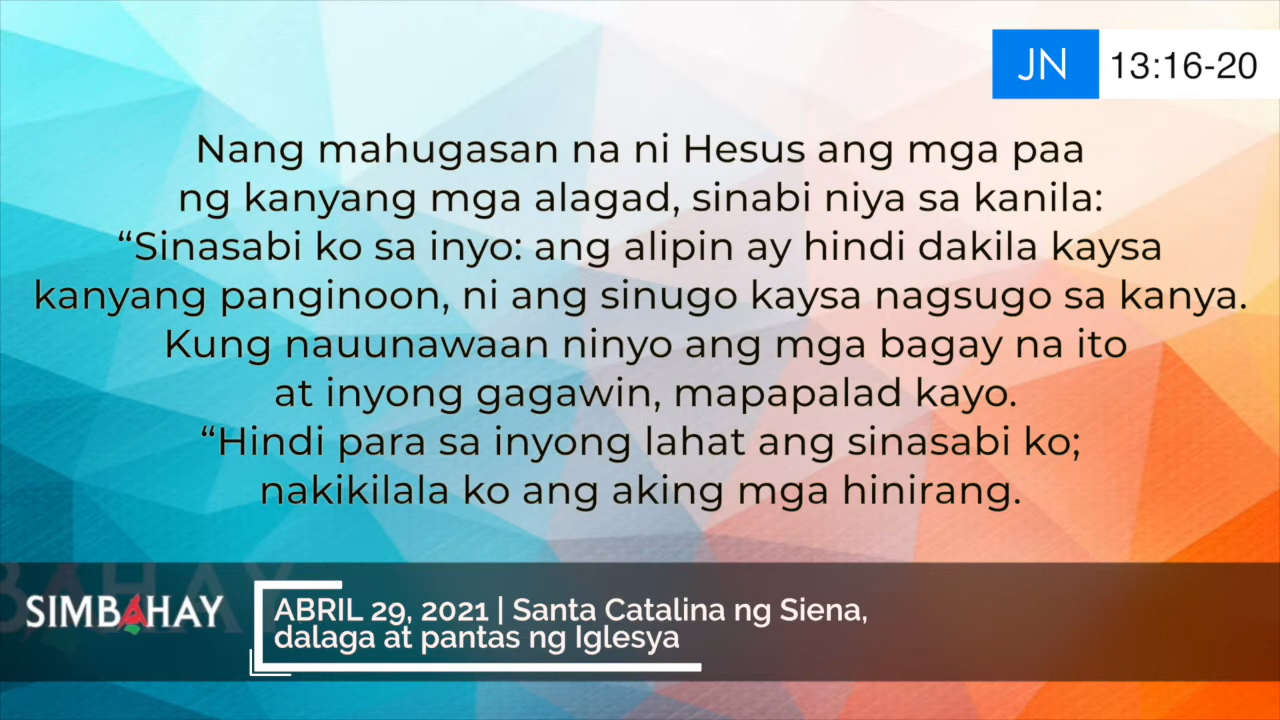 JN 13:16-20
Nang mahugasan na ni Hesus ang mga paa
ng kanyang mga alagad, sinabi niya sa kanila:
“Sinasabi ko sa inyo: ang alipin ay hindi dakila kaysa
kanyang panginoon, ni ang sinugo kaysa nagsugo sa kanya.
Kung nauunawaan ninyo ang mga bagay na ito
at inyong gagawin, mapapalad kayo.
“Hindi para sa inyong lahat ang sinasabi ko;
nakikilala ko ang aking mga hinirang.
SIMBAHAY
ABRIL 29, 2021 | Santa Catalina ng Siena,
dalaga at pantas ng Iglesya